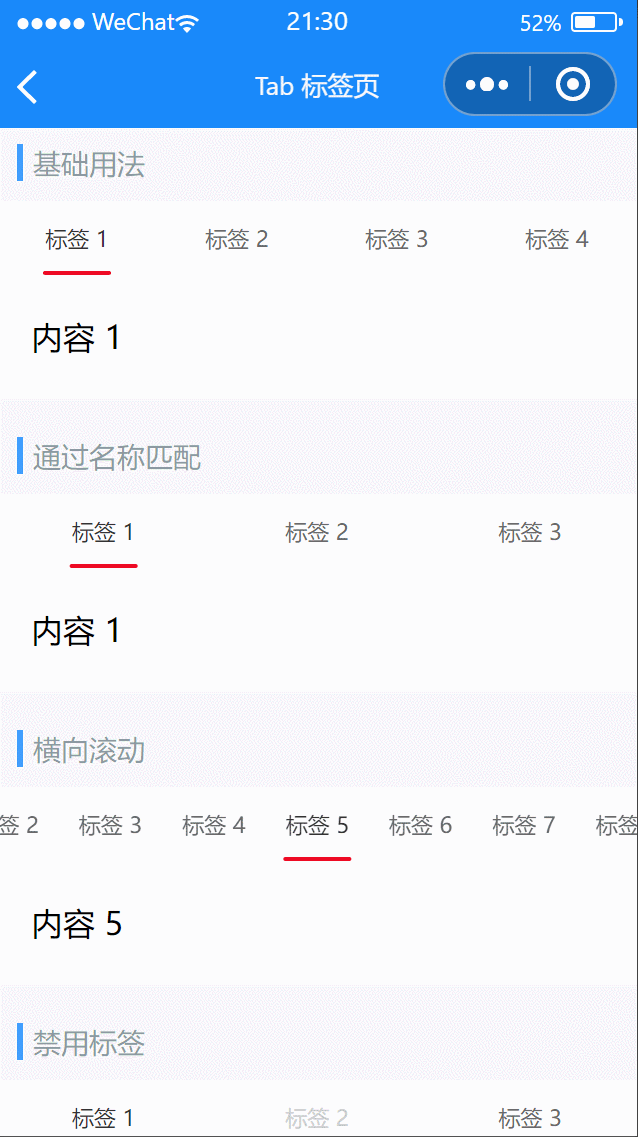 ●●●●● WeChat 21:30 52%
Tab 标签页
基础用法
标签 1 标签 2 标签 3 标签 4
内容 1
通过名称匹配
标签 1 标签 2 标签 3
内容 1
横向滚动
签 2 标签 3 标签 4 标签 5 标签 6 标签 7 标签
内容 5
禁用标签
标签 1 标签 2 标签 3